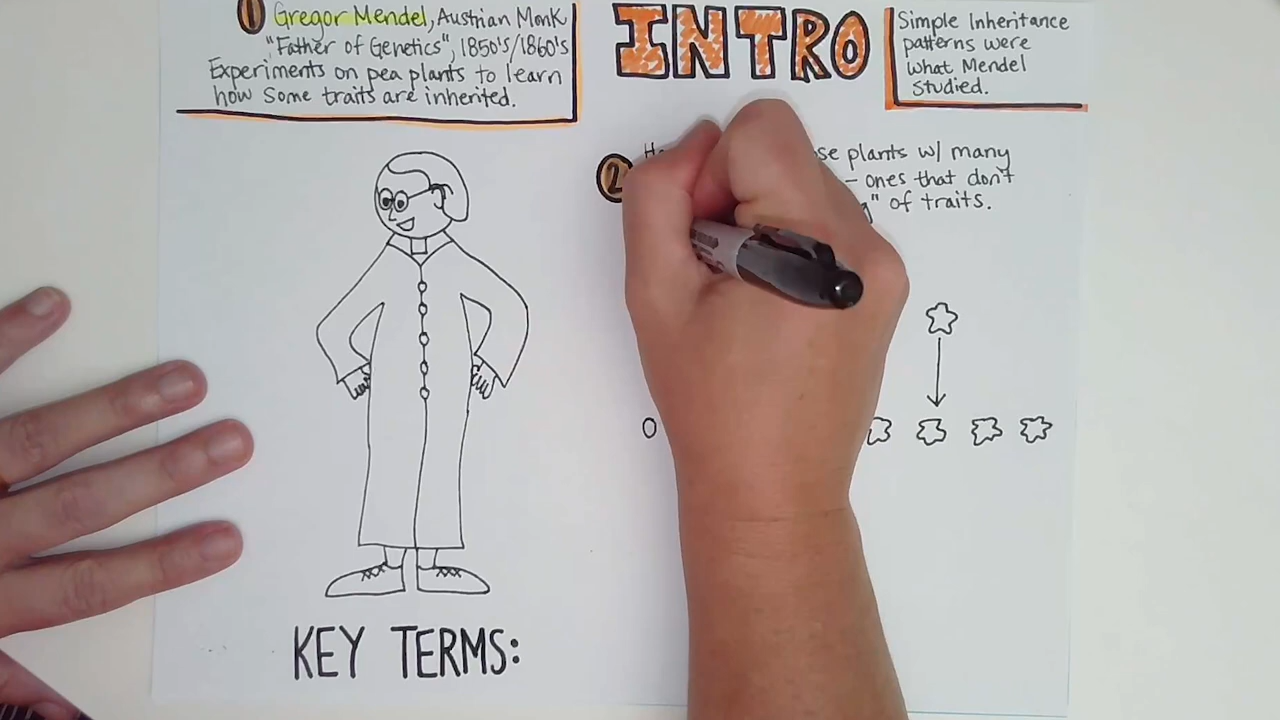 1 Gregor Mendel, Austrian Monk
"Father of Genetics", 1850's/1860's
Experiments on pea plants to learn
how some traits are inherited.
INTRO
Simple Inheritance
patterns were
what Mendel
studied.
2
plants w/ many
- ones that don't
of traits.
KEY TERMS: